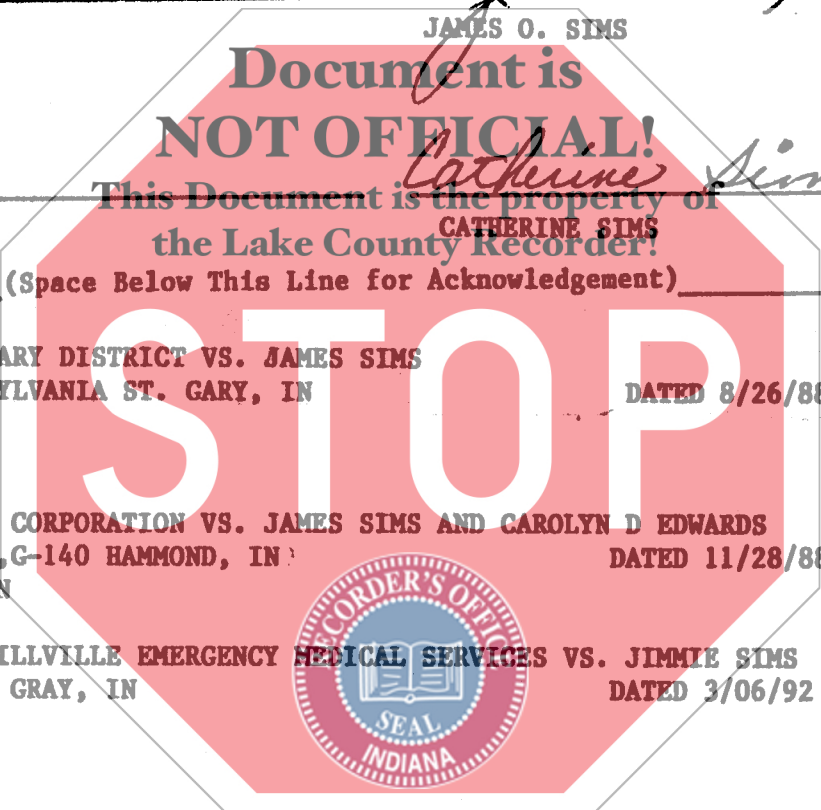 JAMES O. SIMS
Document is
NOT OFFICIAL!
Catherine Sim
This Document is the property of
CATHERINE SIMS
the Lake County Recorder!
(Space Below This Line for Acknowledgement)
STOP
ARY DISTRICT VS. JAMES SIMS
YLVANIA ST. GARY, IN DATED 8/26/88
CORPORATION VS. JAMES SIMS AND CAROLYN D EDWARDS
,G-140 HAMMOND, IN DATED 11/28/88
N
RECORDER'S OFFICE
ILLVILLE EMERGENCY MEDICAL SERVICES VS. JIMMIE SIMS
GRAY, IN DATED 3/06/92
SEAL
INDIANA